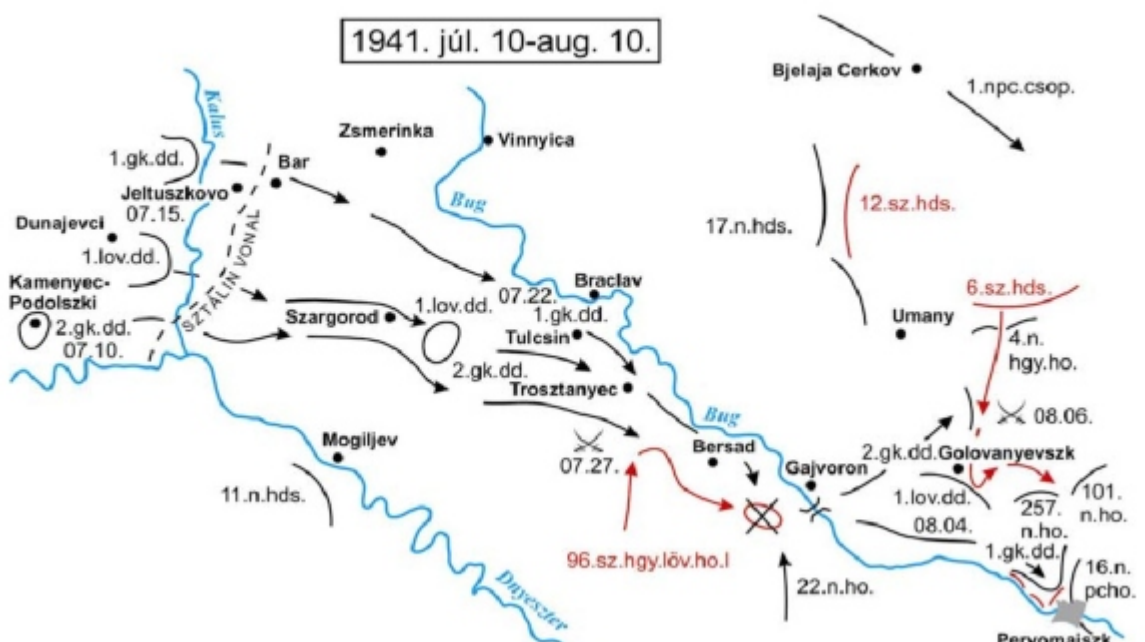 1941. júl. 10-aug. 10.
Bjelaja Cerkov
1.npc.csop.
Kalus
Zsmerinka
Vinnyica
1.gk.dd.
Bar
Jeltuszkovo
07.15.
Bug
12.sz.hds.
17.n.hds.
Dunajevci
1.lov.dd.
SZTÁLIN VONAL
Kamenyec-
Podolszki
2.gk.dd.
07.10.
Szargorod
1.lov.dd.
07.22.
Braclav
1.gk.dd.
Tulcsin
2.gk.dd.
Trosztanyec
6.sz.hds.
Umany
4.n.
hgy.ho.
08.06.
Bug
Mogiljev
07.27.
Bersad
Gajvoron
2.gk.dd.
Golovanyevszk
11.n.hds.
1.lov.dd.
08.04.
257.
n.ho.
101.
n.ho.
96.sz.hgy.löv.ho.l
1.gk.dd.
22.n.ho.
16.n.
pcho.
Dnyeszter
Pervomajszk